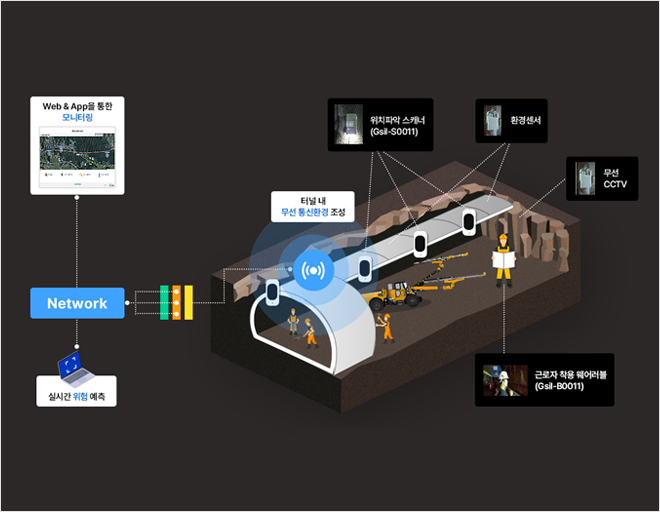 Web & App을 통한
모니터링
위치파악 스캐너
(Gsil-S0011)
환경센서
무선
CCTV
터널 내
무선 통신환경 조성
Network
실시간 위험 예측
근로자 착용 웨어러블
(Gsil-B0011)